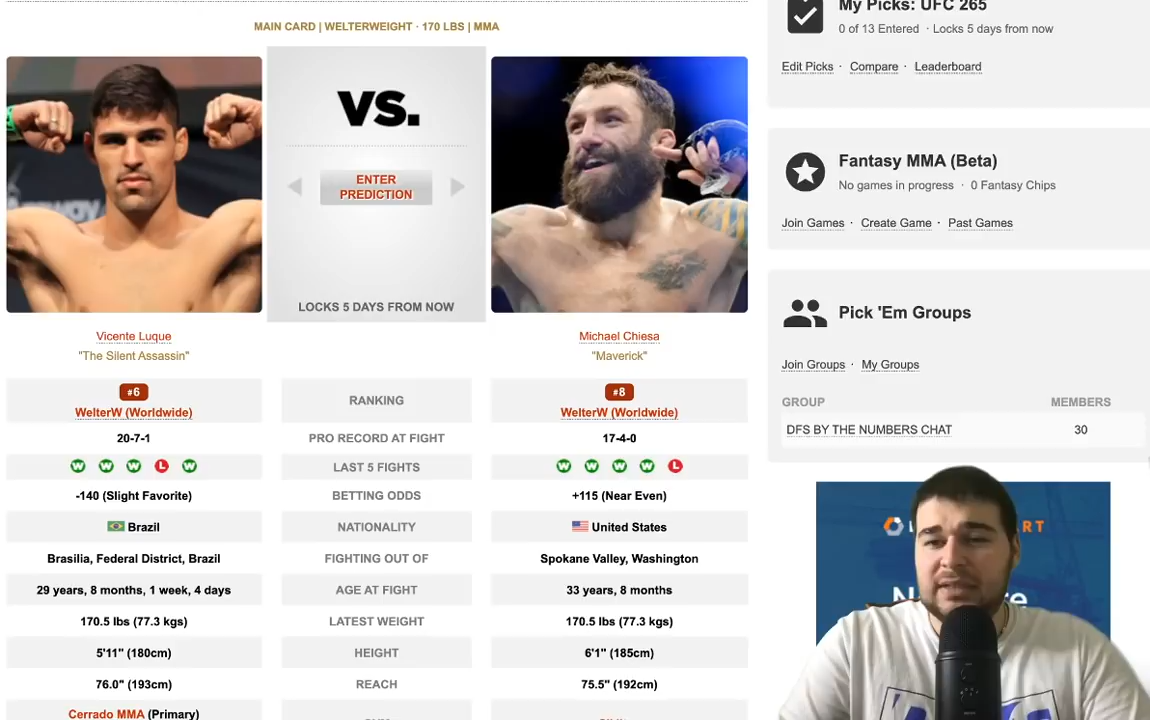 MAIN CARD | WELTERWEIGHT · 170 LBS | MMA
VS.
ENTER
PREDICTION
LOCKS 5 DAYS FROM NOW
Vicente Luque
"The Silent Assassin"
Michael Chiesa
"Maverick"
#6
WelterW (Worldwide)
RANKING
#8
WelterW (Worldwide)
20-7-1 PRO RECORD AT FIGHT 17-4-0
W W W L W LAST 5 FIGHTS W W W W L
-140 (Slight Favorite) BETTING ODDS +115 (Near Even)
Brazil NATIONALITY United States
Brasilia, Federal District, Brazil FIGHTING OUT OF Spokane Valley, Washington
29 years, 8 months, 1 week, 4 days AGE AT FIGHT 33 years, 8 months
170.5 lbs (77.3 kgs) LATEST WEIGHT 170.5 lbs (77.3 kgs)
5'11" (180cm) HEIGHT 6'1" (185cm)
76.0" (193cm) REACH 75.5" (192cm)
Cerrado MMA (Primary)
My Picks: UFC 265
0 of 13 Entered · Locks 5 days from now
Edit Picks · Compare · Leaderboard
Fantasy MMA (Beta)
No games in progress · 0 Fantasy Chips
Join Games · Create Game · Past Games
Pick 'Em Groups
Join Groups · My Groups
GROUP MEMBERS
DFS BY THE NUMBERS CHAT 30